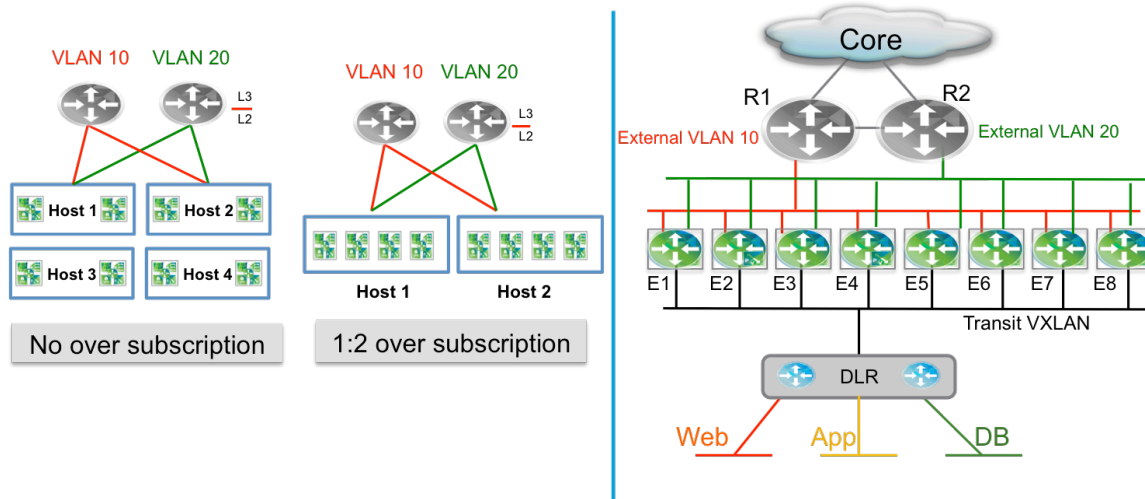 VLAN 10
VLAN 20
L3
L2
Host 1
Host 2
Host 3
Host 4
No over subscription
VLAN 10
VLAN 20
L3
L2
Host 1
Host 2
1:2 over subscription
Core
R1
R2
External VLAN 10
External VLAN 20
E1
E2
E3
E4
E5
E6
E7
E8
Transit VXLAN
DLR
Web
App
DB